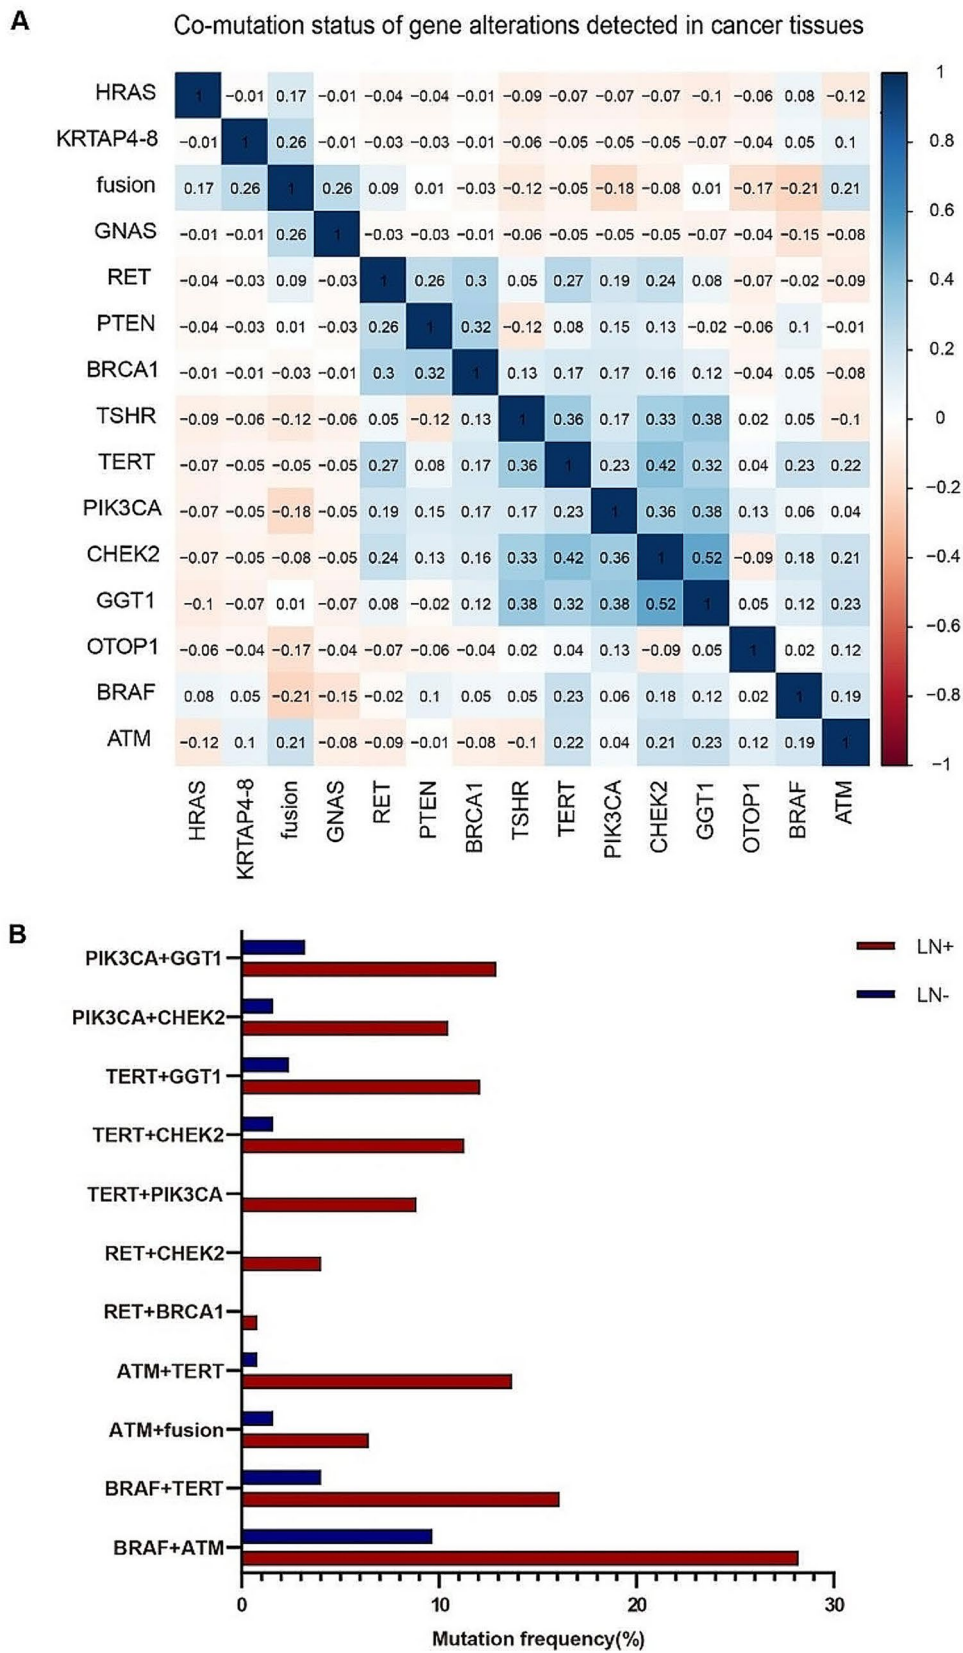 A
Co-mutation status of gene alterations detected in cancer tissues
HRAS 1 −0.01 0.17 −0.01 −0.04 −0.04 −0.01 −0.09 −0.07 −0.07 −0.07 −0.1 −0.06 0.08 −0.12
KRTAP4-8 −0.01 1 0.26 −0.01 −0.03 −0.03 −0.01 −0.06 −0.05 −0.05 −0.05 −0.07 −0.04 0.05 0.1
fusion 0.17 0.26 1 0.26 0.09 0.01 −0.03 −0.12 −0.05 −0.18 −0.08 0.01 −0.17 −0.21 0.21
GNAS −0.01 −0.01 0.26 1 −0.03 −0.03 −0.01 −0.06 −0.05 −0.05 −0.05 −0.07 −0.04 −0.15 −0.08
RET −0.04 −0.03 0.09 −0.03 1 0.26 0.3 0.05 0.27 0.19 0.24 0.08 −0.07 −0.02 −0.09
PTEN −0.04 −0.03 0.01 −0.03 0.26 1 0.32 −0.12 0.08 0.15 0.13 −0.02 −0.06 0.1 −0.01
BRCA1 −0.01 −0.01 −0.03 −0.01 0.3 0.32 1 0.13 0.17 0.17 0.16 0.12 −0.04 0.05 −0.08
TSHR −0.09 −0.06 −0.12 −0.06 0.05 −0.12 0.13 1 0.36 0.17 0.33 0.38 0.02 0.05 −0.1
TERT −0.07 −0.05 −0.05 −0.05 0.27 0.08 0.17 0.36 1 0.23 0.42 0.32 0.04 0.23 0.22
PIK3CA −0.07 −0.05 −0.18 −0.05 0.19 0.15 0.17 0.17 0.23 1 0.36 0.38 0.13 0.06 0.04
CHEK2 −0.07 −0.05 −0.08 −0.05 0.24 0.13 0.16 0.33 0.42 0.36 1 0.52 −0.09 0.18 0.21
GGT1 −0.1 −0.07 0.01 −0.07 0.08 −0.02 0.12 0.38 0.32 0.38 0.52 1 0.05 0.12 0.23
OTOP1 −0.06 −0.04 −0.17 −0.04 −0.07 −0.06 −0.04 0.02 0.04 0.13 −0.09 0.05 1 0.02 0.12
BRAF 0.08 0.05 −0.21 −0.15 −0.02 0.1 0.05 0.05 0.23 0.06 0.18 0.12 0.02 1 0.19
ATM −0.12 0.1 0.21 −0.08 −0.09 −0.01 −0.08 −0.1 0.22 0.04 0.21 0.23 0.12 0.19 1
HRAS KRTAP4-8 fusion GNAS RET PTEN BRCA1 TSHR TERT PIK3CA CHEK2 GGT1 OTOP1 BRAF ATM
1
0.8
0.6
0.4
0.2
0
−0.2
−0.4
−0.6
−0.8
−1
B
PIK3CA+GGT1
PIK3CA+CHEK2
TERT+GGT1
TERT+CHEK2
TERT+PIK3CA
RET+CHEK2
RET+BRCA1
ATM+TERT
ATM+fusion
BRAF+TERT
BRAF+ATM
0 10 20 30
Mutation frequency(%)
LN+
LN-